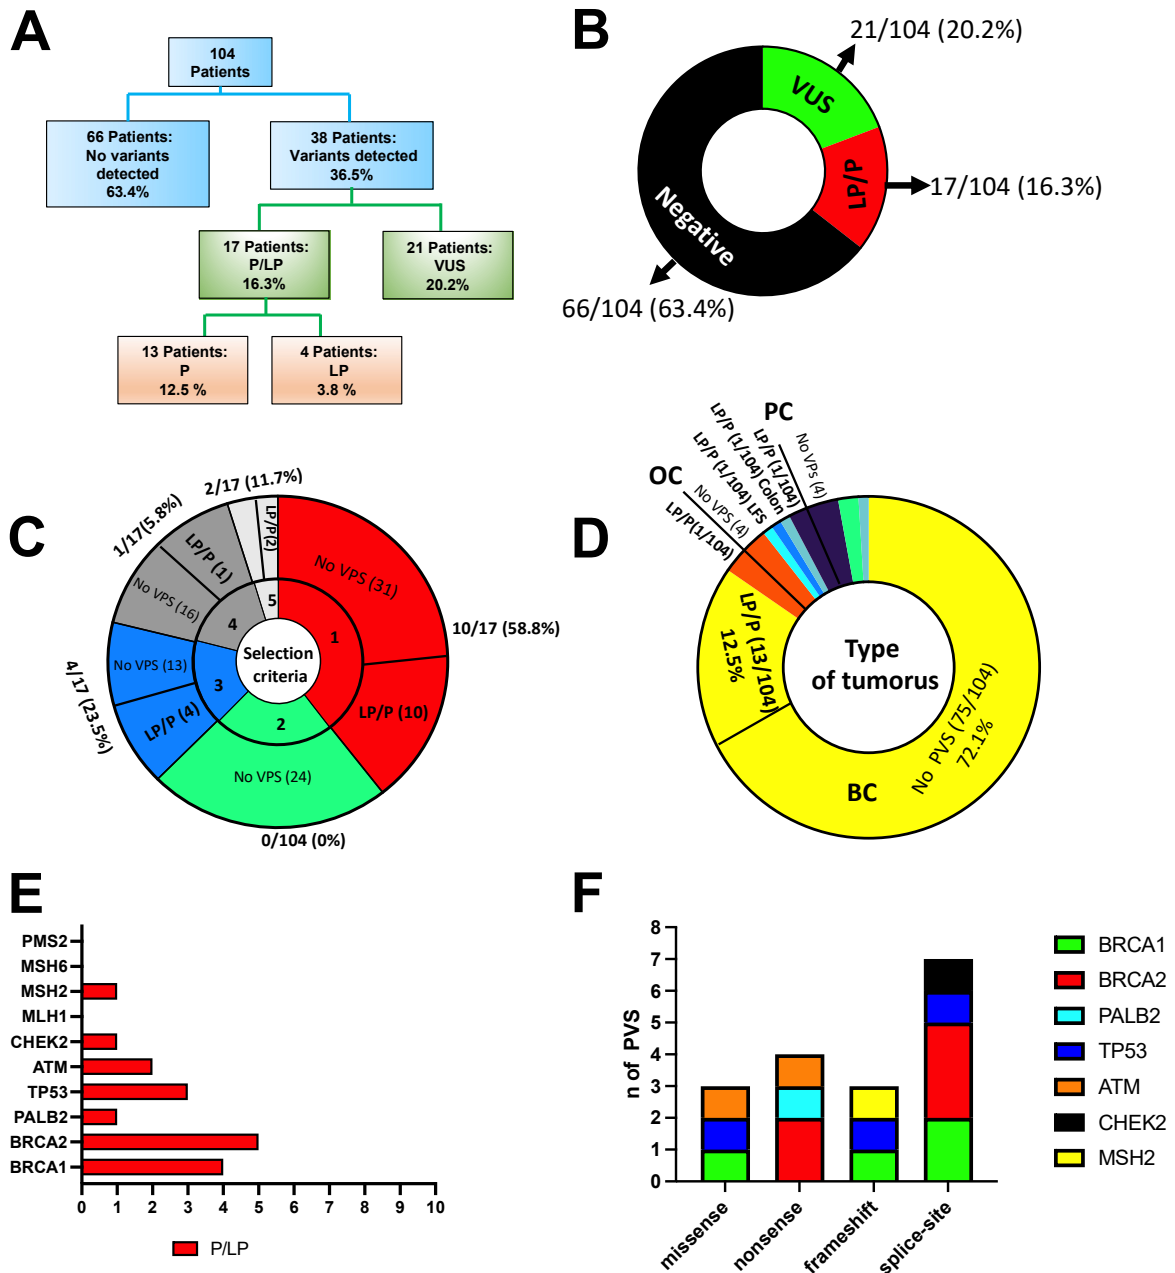 A
104
Patients
66 Patients:
No variants
detected
63.4%
38 Patients:
Variants detected
36.5%
17 Patients:
P/LP
16.3%
21 Patients:
VUS
20.2%
13 Patients:
P
12.5 %
4 Patients:
LP
3.8 %
B
21/104 (20.2%)
VUS
LP/P
17/104 (16.3%)
Negative
66/104 (63.4%)
C
2/17 (11.7%)
1/17(5.8%)
LP/P(2)
LP/P (1)
No VPS (31)
No VPS (16)
5
4
1
10/17 (58.8%)
Selection
criteria
No VPS (13)
3
4/17 (23.5%)
LP/P (4)
2
LP/P (10)
No VPS (24)
0/104 (0%)
D
PC
No VPs (4)
LP/P (1/104)
LP/P (1/104) Colon
LP/P (1/104) LFS
OC
No VPs (4)
LP/P(1/104)
LP/P (13/104)
12.5%
Type
of tumorus
No PVS (75/104)
72.1%
BC
E
PMS2
MSH6
MSH2
MLH1
CHEK2
ATM
TP53
PALB2
BRCA2
BRCA1
0 1 2 3 4 5 6 7 8 9 10
P/LP
F
n of PVS
8
7
6
5
4
3
2
1
0
missense
nonsense
frameshift
splice-site
BRCA1
BRCA2
PALB2
TP53
ATM
CHEK2
MSH2